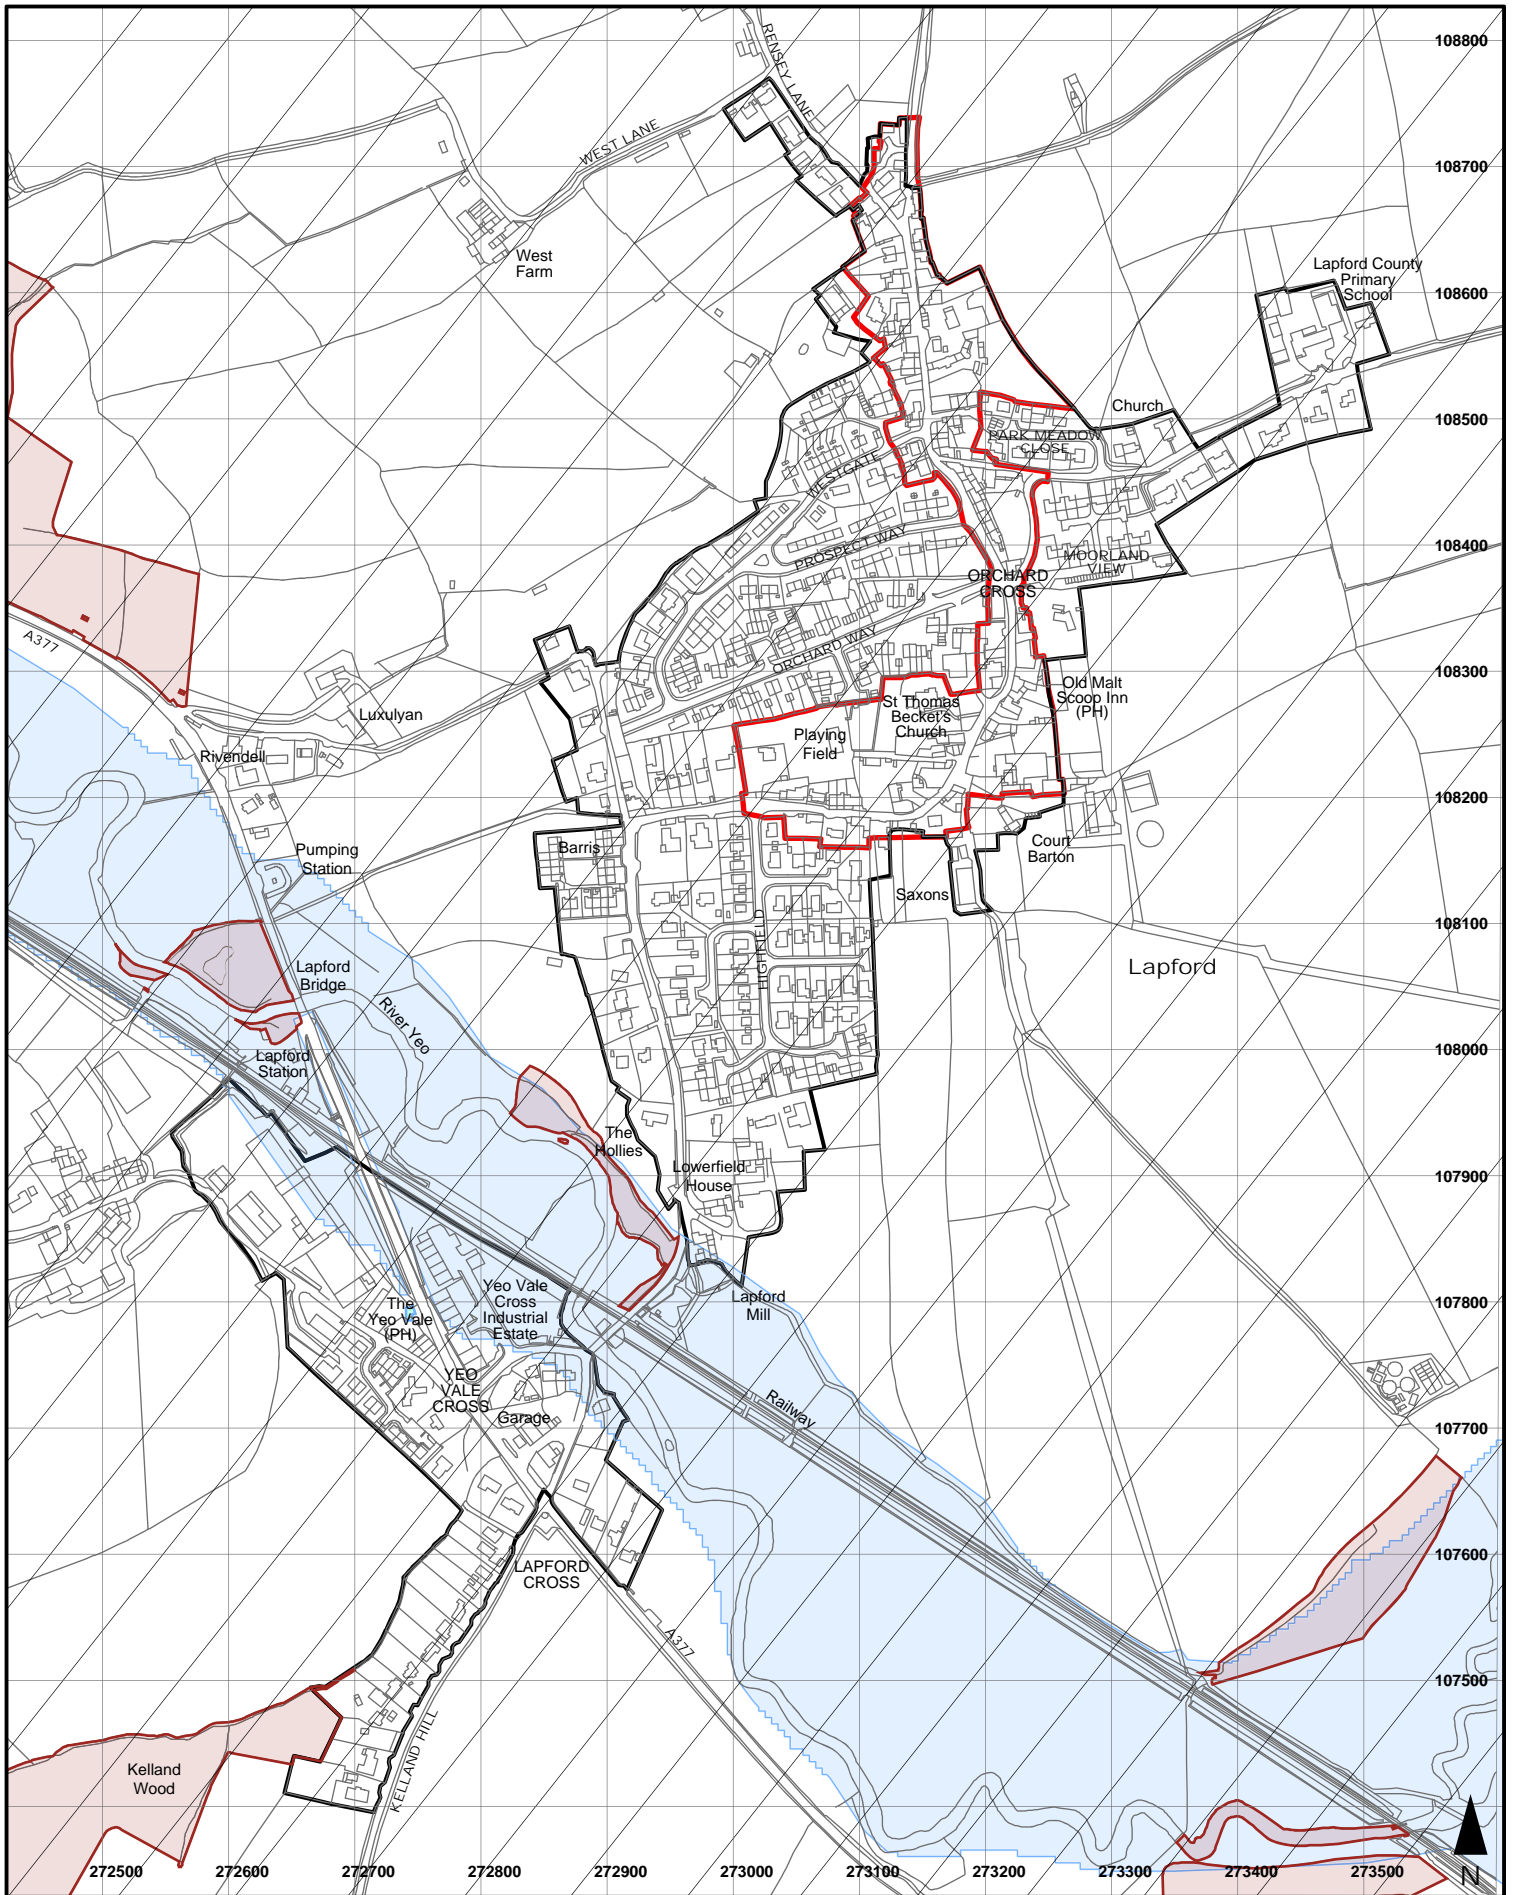 108800
RENSEY LANE
WEST LANE
108700
West
Farm
Lapford County
Primary
School
108600
Church
108500
PARK MEADOW
CLOSE
WESTGATE
PROSPECT WAY
108400
MOORLAND
VIEW
ORCHARD
CROSS
A377
ORCHARD WAY
108300
Old Malt
Scoop Inn
(PH)
St Thomas
Becket's
Church
Luxulyan
Playing
Field
Rivendell
108200
Court
Barton
Barris
Pumping
Station
Saxons
HIGHFIELD
108100
Lapford
Lapford
Bridge
River Yeo
108000
Lapford
Station
The
Hollies
Lowerfield
House
107900
Yeo Vale
Cross
Industrial
Estate
Lapford
Mill
The
Yeo Vale
(PH)
107800
YEO
VALE
CROSS
Garage
Railway
107700
LAPFORD
CROSS
107600
A377
107500
KELLAND HILL
Kelland
Wood
272500
272600
272700
272800
272900
273000
273100
273200
273300
273400
273500
N